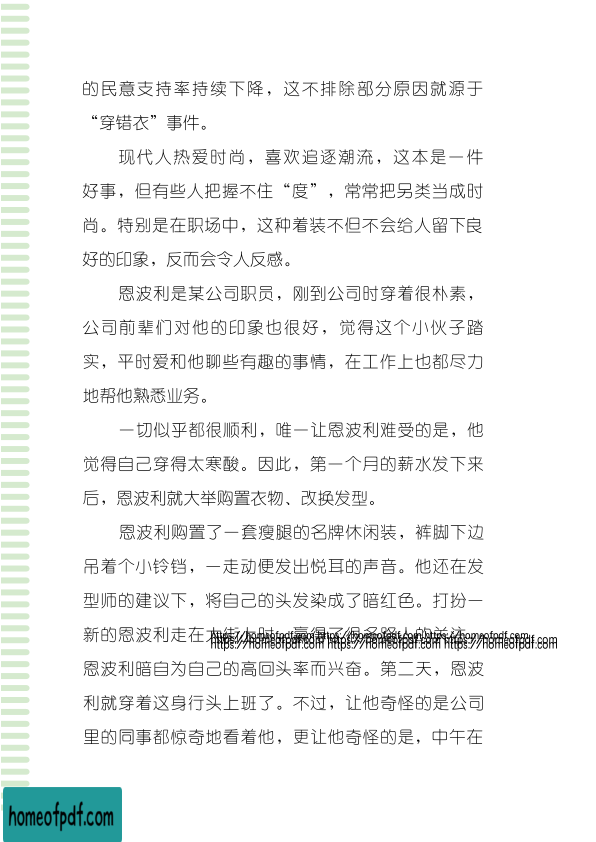 的民意支持率持续下降，这不排除部分原因就源于
“穿错衣”事件。
现代人热爱时尚，喜欢追逐潮流，这本是一件
好事，但有些人把握不住“度”，常常把另类当成时
尚。特别是在职场中，这种着装不但不会给人留下良
好的印象，反而会令人反感。
恩波利是某公司职员，刚到公司时穿着很朴素，
公司前辈们对他的印象也很好，觉得这个小伙子踏
实，平时爱和他聊些有趣的事情，在工作上也都尽力
地帮他熟悉业务。
一切似乎都很顺利，唯一让恩波利难受的是，他
觉得自己穿得太寒酸。因此，第一个月的薪水发下来
后，恩波利就大举购置衣物、改换发型。
恩波利购置了一套瘦腿的名牌休闲装，裤脚下边
吊着个小铃铛，一走动便发出悦耳的声音。他还在发
型师的建议下，将自己的头发染成了暗红色。打扮一
新的恩波利走在大街上时，赢得了很多路人的关注，
https://homeofpdf.com https://homeofpdf.com https://homeofpdf.com
https://homeofpdf.com https://homeofpdf.com https://homeofpdf.com
恩波利暗自为自己的高回头率而兴奋。第二天，恩波
利就穿着这身行头上班了。不过，让他奇怪的是公司
里的同事都惊奇地看着他，更让他奇怪的是，中午在
homeofpdf.com